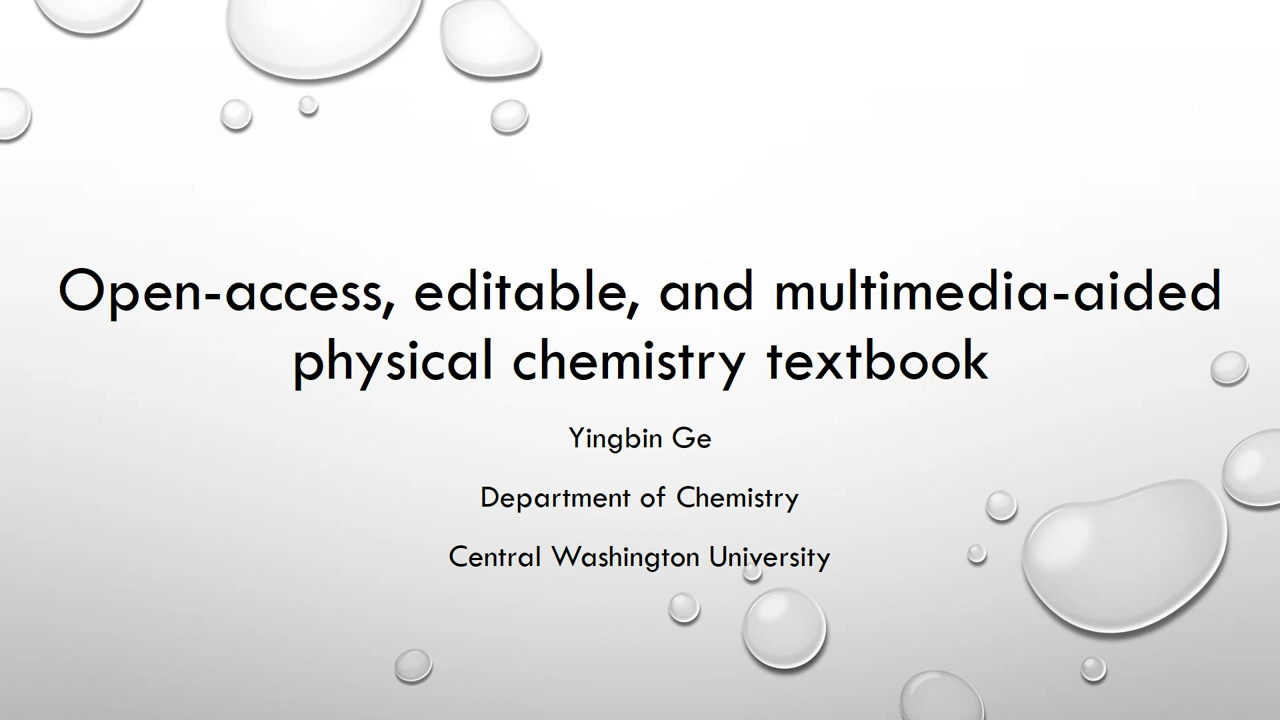 Open-access, editable, and multimedia-aided
physical chemistry textbook
Yingbin Ge
Department of Chemistry
Central Washington University